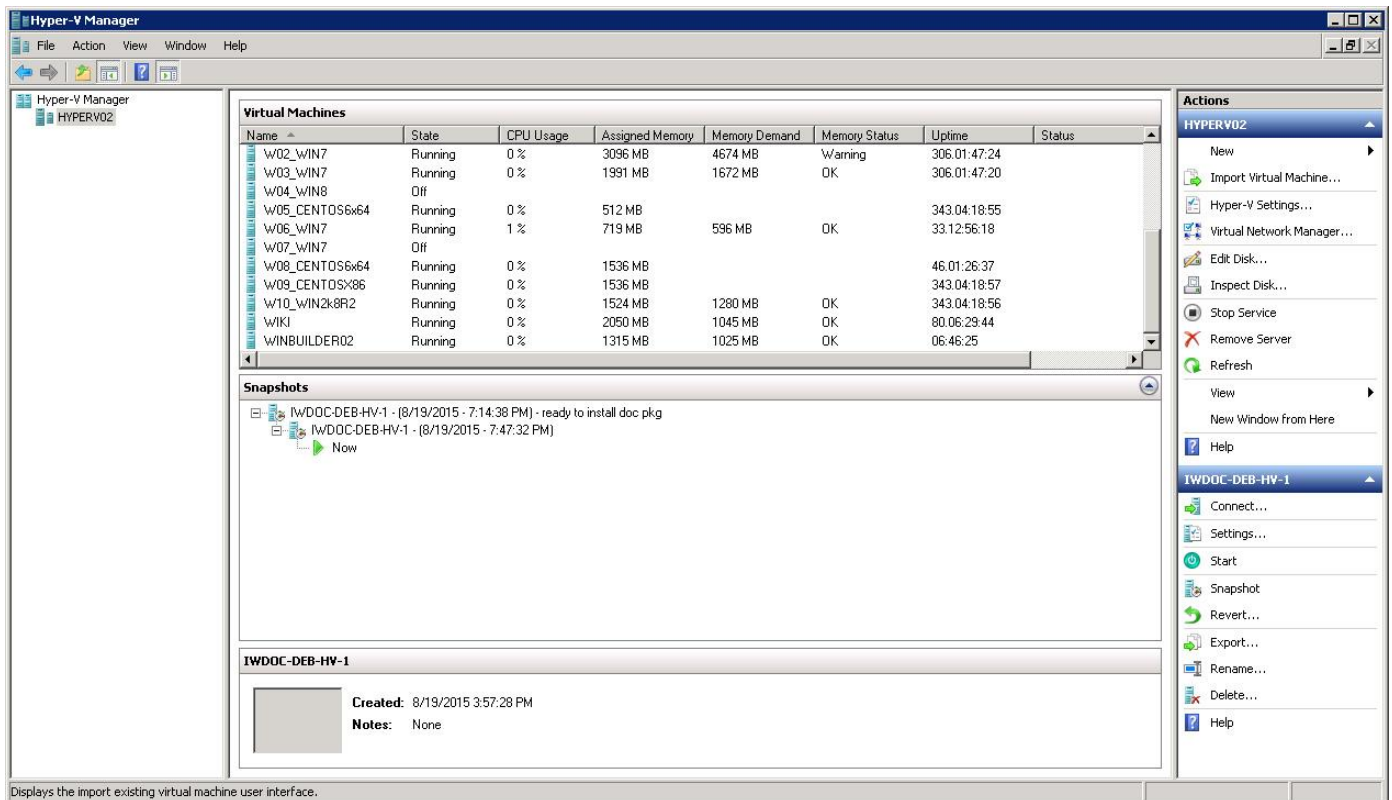 Hyper-V Manager
File Action View Window Help
Hyper-V Manager
HYPERV02
Virtual Machines
Name State CPU Usage Assigned Memory Memory Demand Memory Status Uptime Status
W02_WIN7 Running 0 % 3096 MB 4674 MB Warning 306.01:47:24
W03_WIN7 Running 0 % 1991 MB 1672 MB OK 306.01:47:20
W04_WIN8 Off
W05_CENTOS6x64 Running 0 % 512 MB 343.04:18:55
W06_WIN7 Running 1 % 719 MB 596 MB OK 33.12:56:18
W07_WIN7 Off
W08_CENTOS6x64 Running 0 % 1536 MB 46.01:26:37
W09_CENTOSX86 Running 0 % 1536 MB 343.04:18:57
W10_WIN2k8R2 Running 0 % 1524 MB 1280 MB OK 343.04:18:56
WIKI Running 0 % 2050 MB 1045 MB OK 80.06:29:44
WINBUILDER02 Running 0 % 1315 MB 1025 MB OK 06:46:25
Snapshots
IWDOC-DEB-HV-1 - (8/19/2015 - 7:14:38 PM) - ready to install doc pkg
IWDOC-DEB-HV-1 - (8/19/2015 - 7:47:32 PM)
Now
IWDOC-DEB-HV-1
Created: 8/19/2015 3:57:28 PM
Notes: None
Actions
HYPERV02
New
Import Virtual Machine...
Hyper-V Settings...
Virtual Network Manager...
Edit Disk...
Inspect Disk...
Stop Service
Remove Server
Refresh
View
New Window from Here
Help
IWDOC-DEB-HV-1
Connect...
Settings...
Start
Snapshot
Revert...
Export...
Rename...
Delete...
Help
Displays the import existing virtual machine user interface.